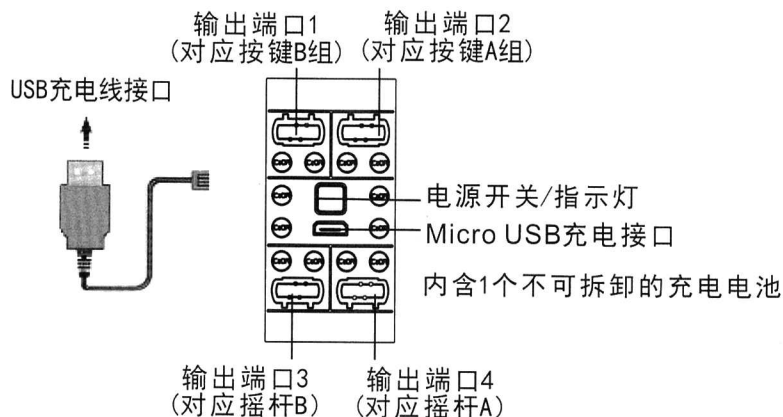 输出端口1
(对应按键B组)
输出端口2
(对应按键A组)
USB充电线接口
电源开关/指示灯
Micro USB充电接口
内含1个不可拆卸的充电电池
输出端口3
(对应摇杆B)
输出端口4
(对应摇杆A)